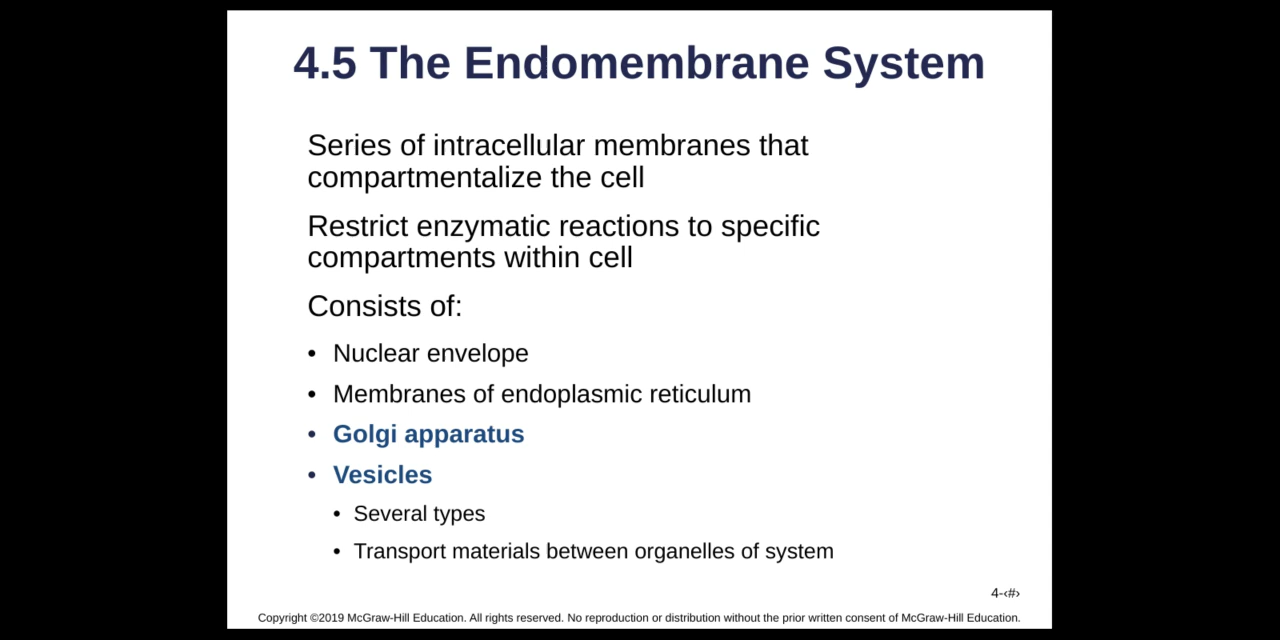 4.5 The Endomembrane System
Series of intracellular membranes that
compartmentalize the cell
Restrict enzymatic reactions to specific
compartments within cell
Consists of:
• Nuclear envelope
• Membranes of endoplasmic reticulum
• Golgi apparatus
• Vesicles
• Several types
• Transport materials between organelles of system
4-‹#›
Copyright ©2019 McGraw-Hill Education. All rights reserved. No reproduction or distribution without the prior written consent of McGraw-Hill Education.